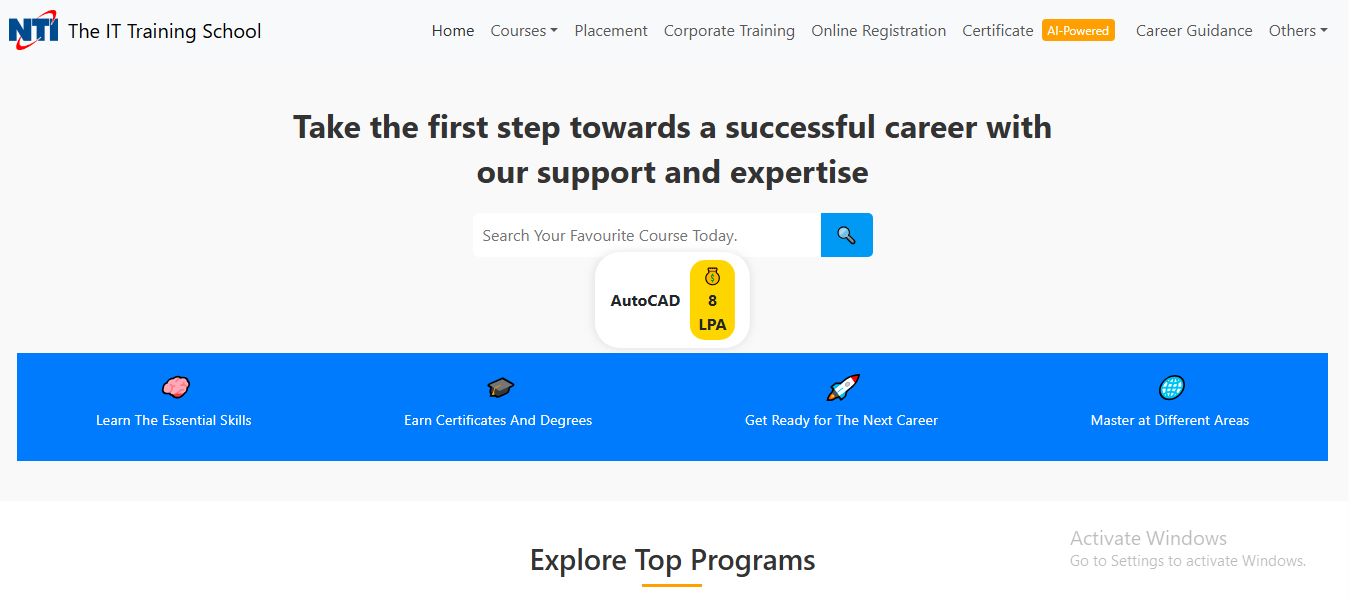 NTI The IT Training School
Home Courses Placement Corporate Training Online Registration Certificate AI-Powered Career Guidance Others
Take the first step towards a successful career with
our support and expertise
Search Your Favourite Course Today.
AutoCAD
8
LPA
Learn The Essential Skills
Earn Certificates And Degrees
Get Ready for The Next Career
Master at Different Areas
Explore Top Programs
Activate Windows
Go to Settings to activate Windows.